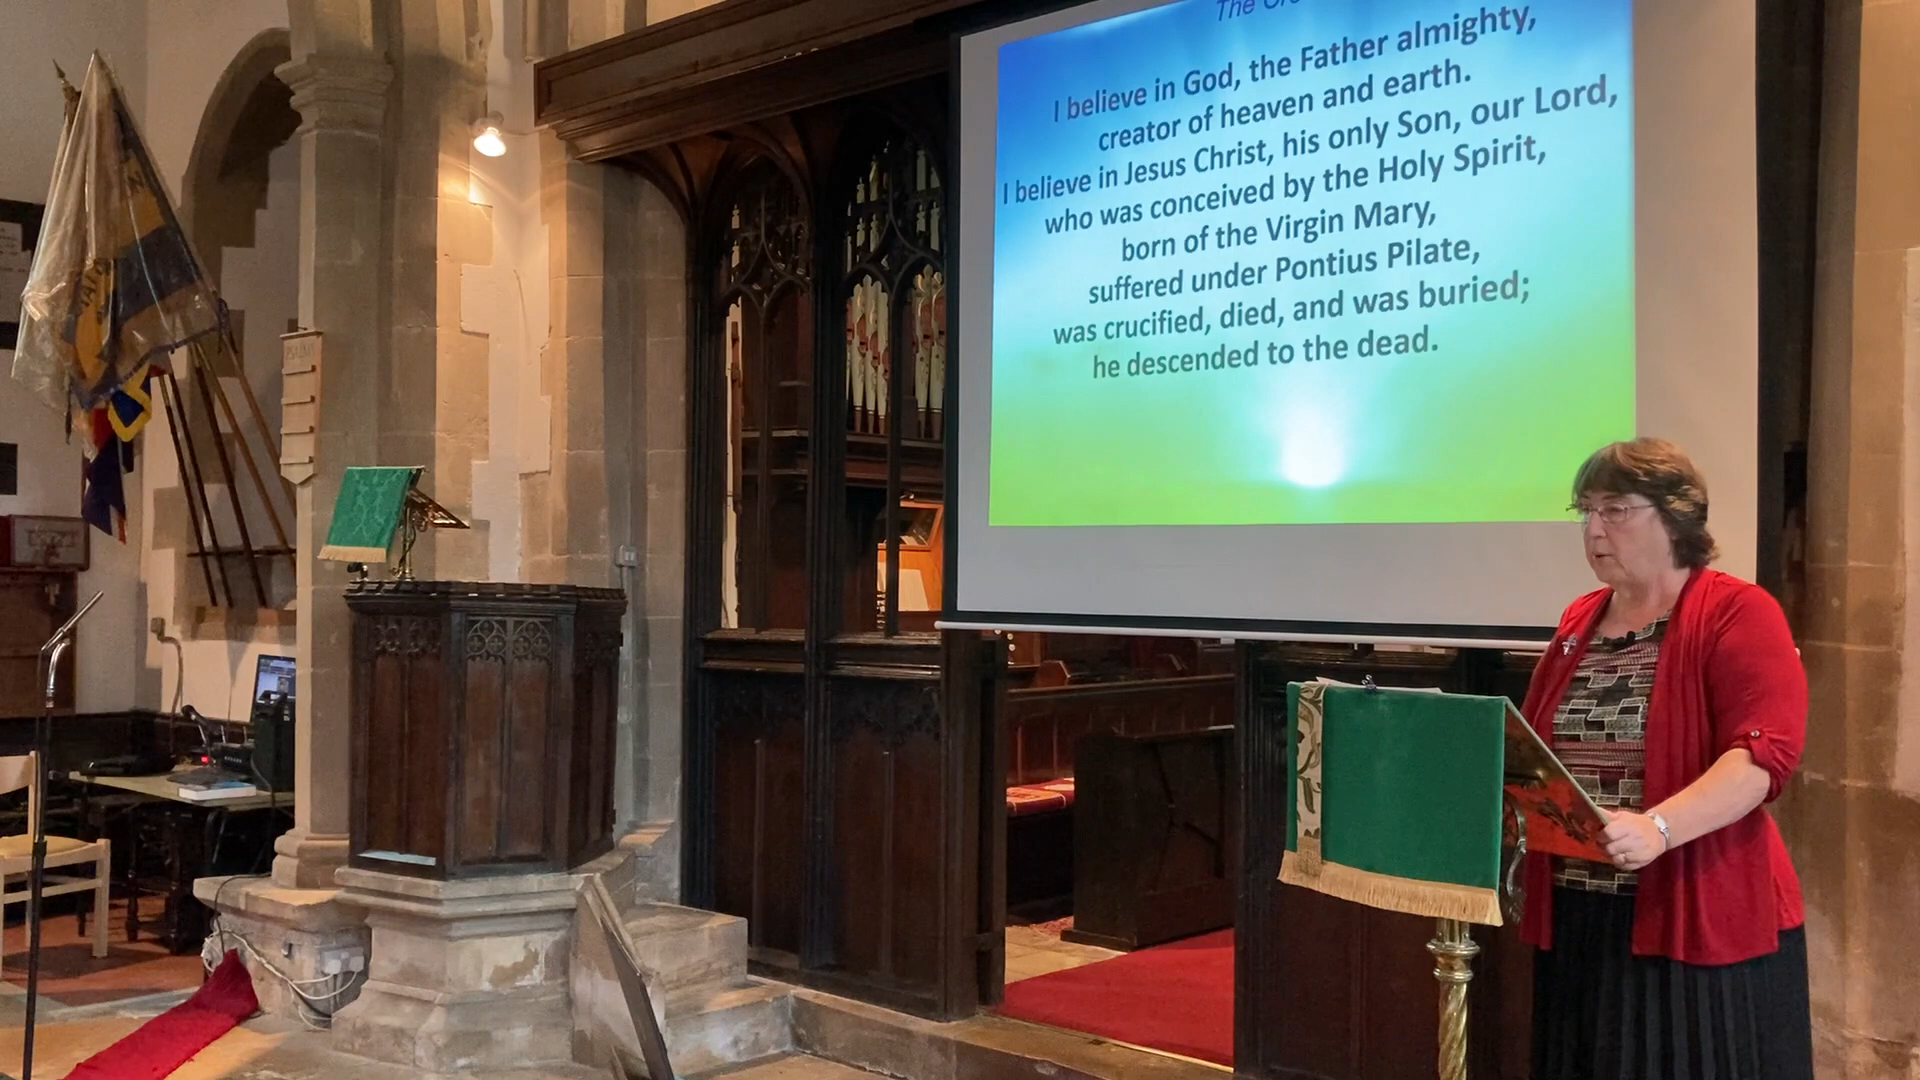 The
I believe in God, the Father almighty,
creator of heaven and earth.
I believe in Jesus Christ, his only Son, our Lord,
who was conceived by the Holy Spirit,
born of the Virgin Mary,
suffered under Pontius Pilate,
was crucified, died, and was buried;
he descended to the dead.
PSALMS